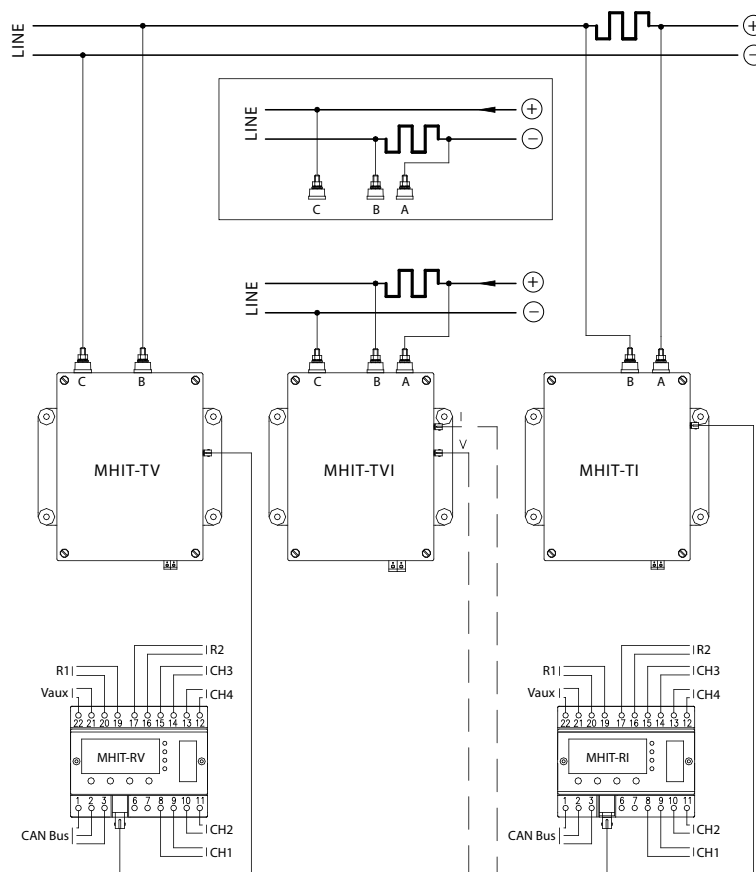 LINE
+
−
LINE
+
−
C B A
LINE
+
−
C B
C B A
B A
I
V
MHIT-TV
MHIT-TVI
MHIT-TI
R2
R1 CH3
Vaux CH4
22 21 20 19 17 16 15 14 13 12
MHIT-RV
1 2 3 6 7 8 9 10 11
CAN Bus CH2
CH1
R2
R1 CH3
Vaux CH4
22 21 20 19 17 16 15 14 13 12
MHIT-RI
1 2 3 6 7 8 9 10 11
CAN Bus CH2
CH1